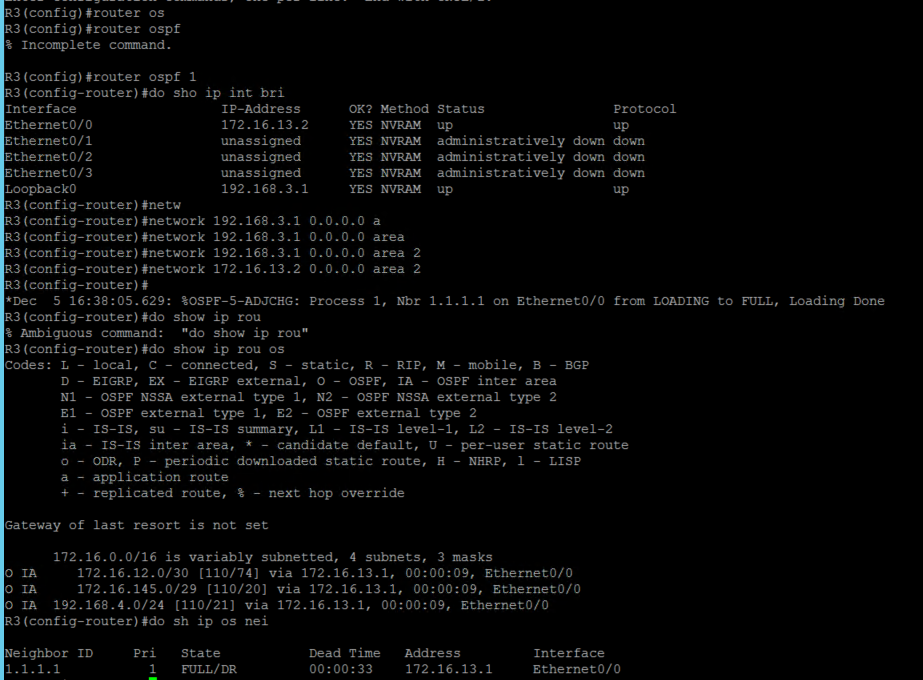 R3(config)#router os
R3(config)#router ospf
% Incomplete command.
R3(config)#router ospf 1
R3(config-router)#do sho ip int bri
Interface                  IP-Address      OK? Method Status                Protocol
Ethernet0/0                172.16.13.2     YES NVRAM  up                    up
Ethernet0/1                unassigned      YES NVRAM  administratively down down
Ethernet0/2                unassigned      YES NVRAM  administratively down down
Ethernet0/3                unassigned      YES NVRAM  administratively down down
Loopback0                  192.168.3.1     YES NVRAM  up                    up
R3(config-router)#netw
R3(config-router)#network 192.168.3.1 0.0.0.0 a
R3(config-router)#network 192.168.3.1 0.0.0.0 area
R3(config-router)#network 192.168.3.1 0.0.0.0 area 2
R3(config-router)#network 172.16.13.2 0.0.0.0 area 2
R3(config-router)#
*Dec  5 16:38:05.629: %OSPF-5-ADJCHG: Process 1, Nbr 1.1.1.1 on Ethernet0/0 from LOADING to FULL, Loading Done
R3(config-router)#do show ip rou
% Ambiguous command:  "do show ip rou"
R3(config-router)#do show ip rou os
Codes: L - local, C - connected, S - static, R - RIP, M - mobile, B - BGP
       D - EIGRP, EX - EIGRP external, O - OSPF, IA - OSPF inter area
       N1 - OSPF NSSA external type 1, N2 - OSPF NSSA external type 2
       E1 - OSPF external type 1, E2 - OSPF external type 2
       i - IS-IS, su - IS-IS summary, L1 - IS-IS level-1, L2 - IS-IS level-2
       ia - IS-IS inter area, * - candidate default, U - per-user static route
       o - ODR, P - periodic downloaded static route, H - NHRP, l - LISP
       a - application route
       + - replicated route, % - next hop override
Gateway of last resort is not set
      172.16.0.0/16 is variably subnetted, 4 subnets, 3 masks
O IA     172.16.12.0/30 [110/74] via 172.16.13.1, 00:00:09, Ethernet0/0
O IA     172.16.145.0/29 [110/20] via 172.16.13.1, 00:00:09, Ethernet0/0
O IA  192.168.4.0/24 [110/21] via 172.16.13.1, 00:00:09, Ethernet0/0
R3(config-router)#do sh ip os nei
Neighbor ID     Pri   State           Dead Time   Address         Interface
1.1.1.1           1   FULL/DR         00:00:33    172.16.13.1     Ethernet0/0